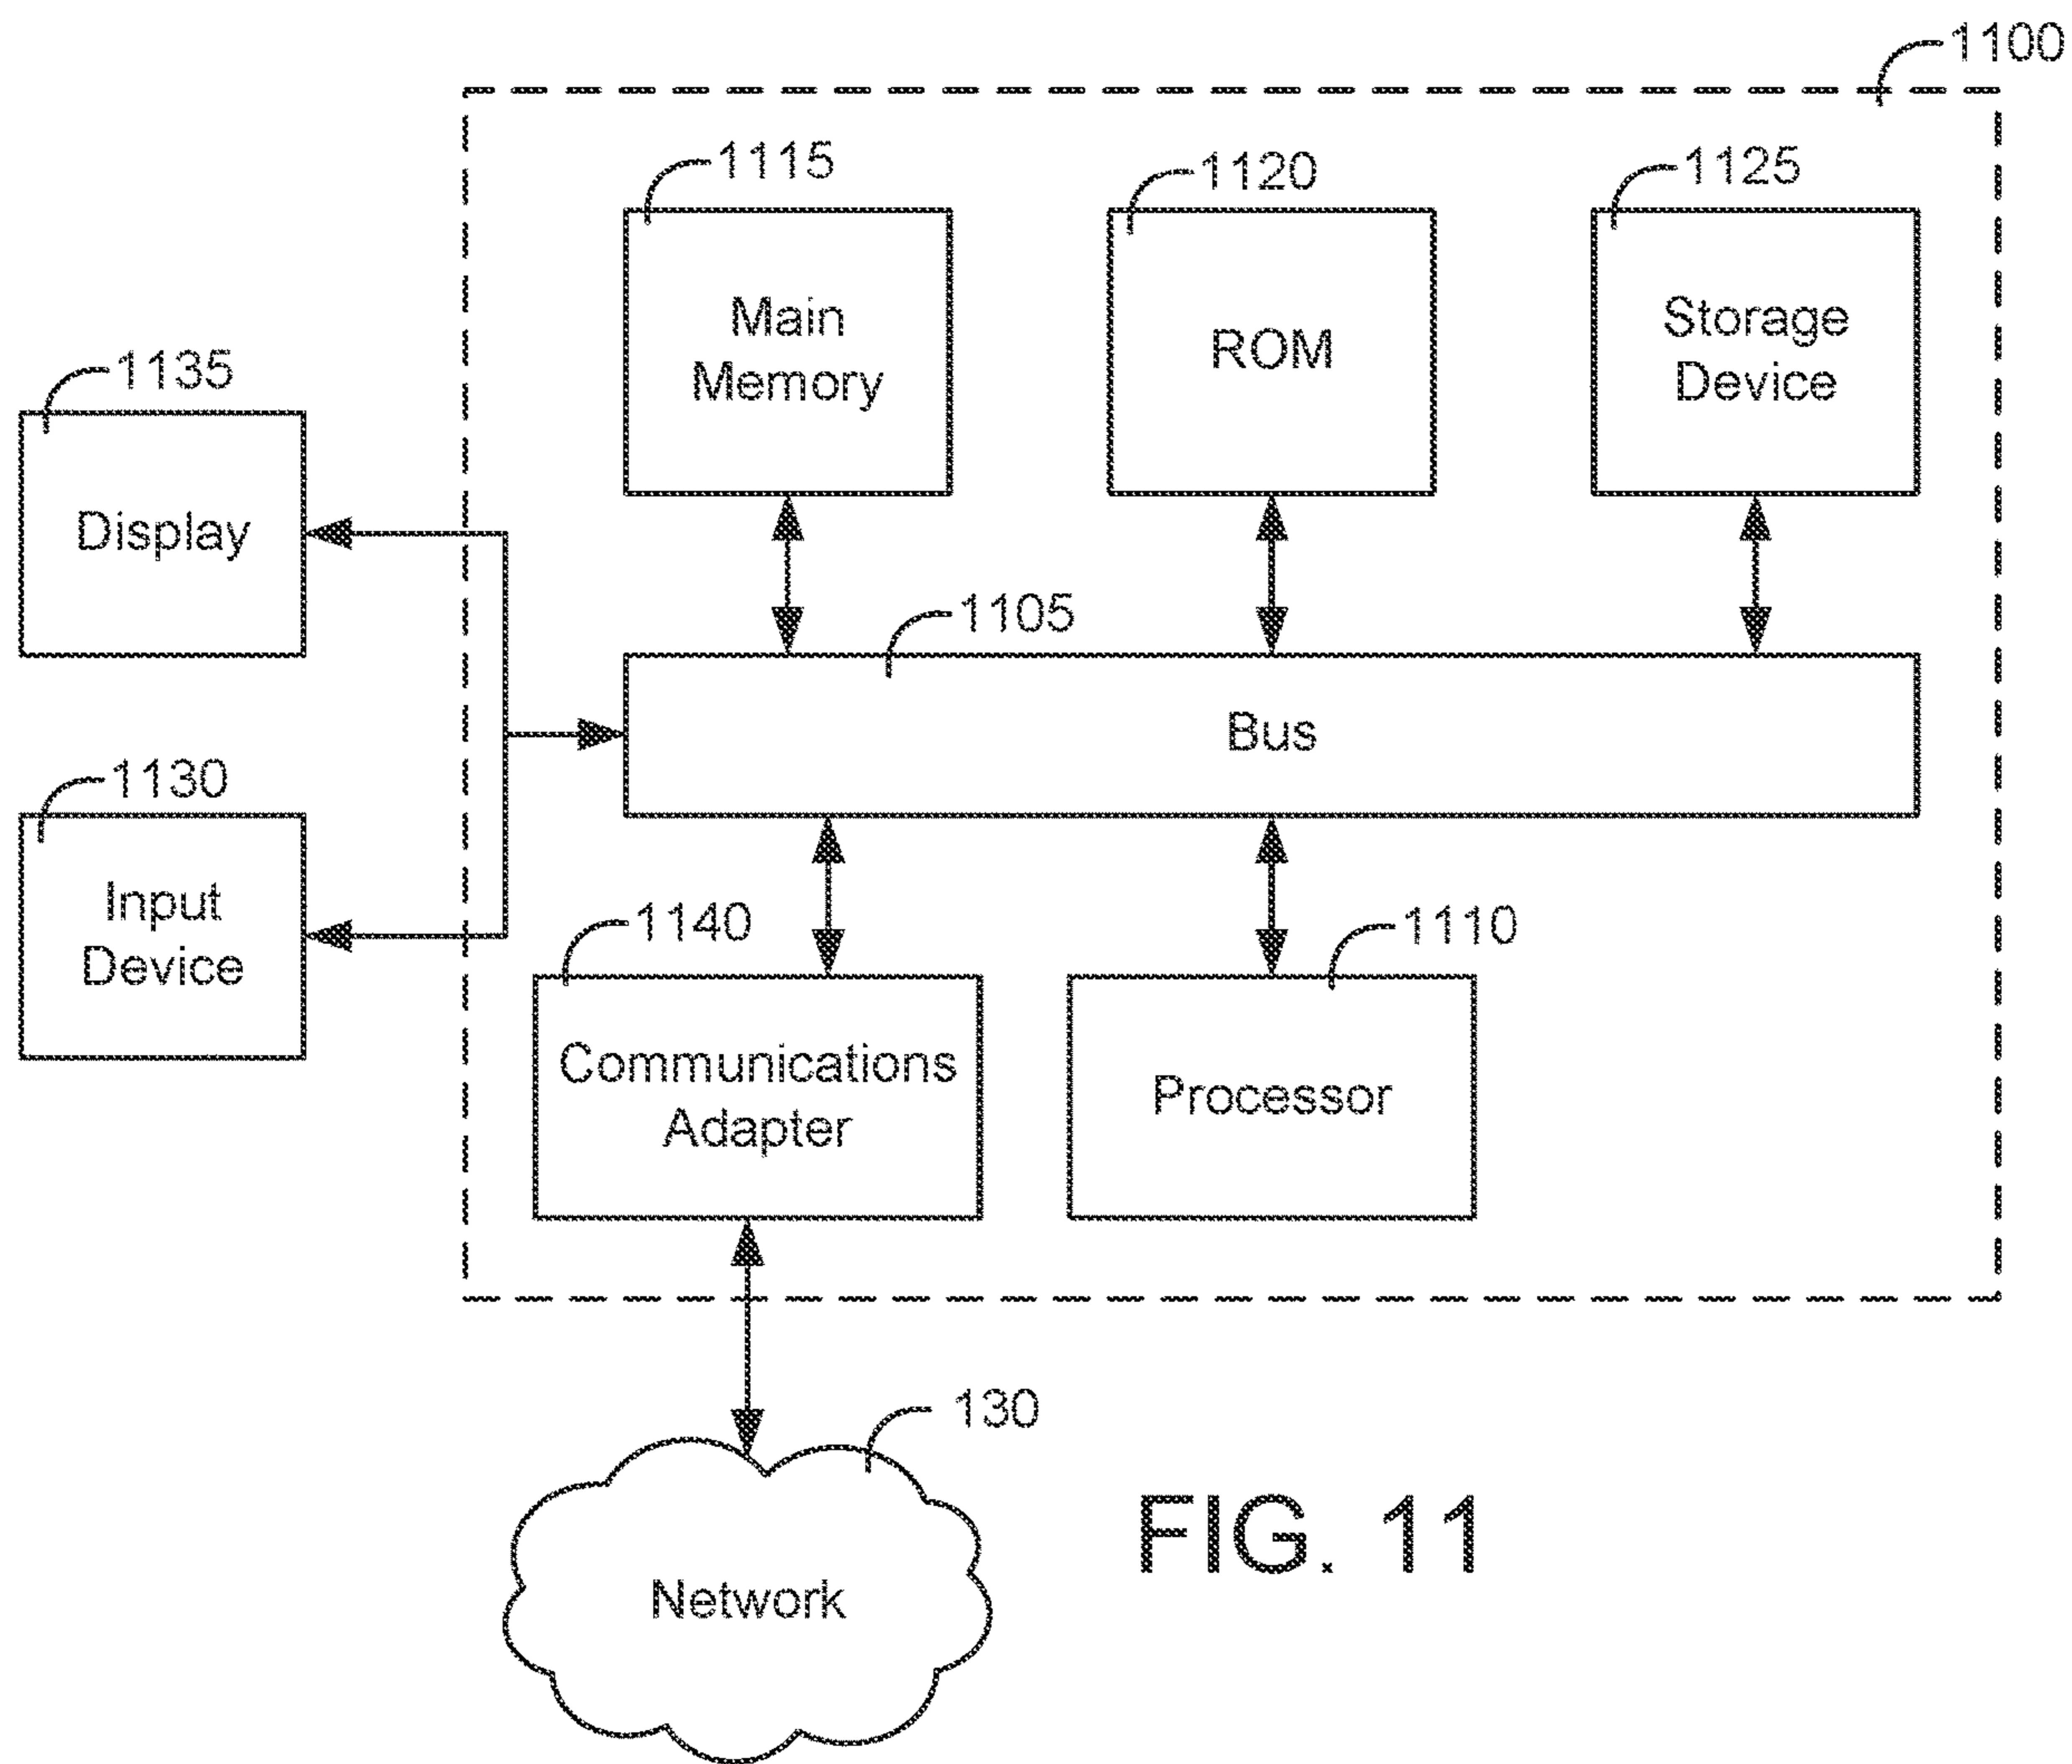 1100
1115
1120
1125
Main
Memory
ROM
Storage
Device
1135
Display
1105
Bus
1130
Input
Device
1140
1110
Communications
Adapter
Processor
130
Network
FIG. 11